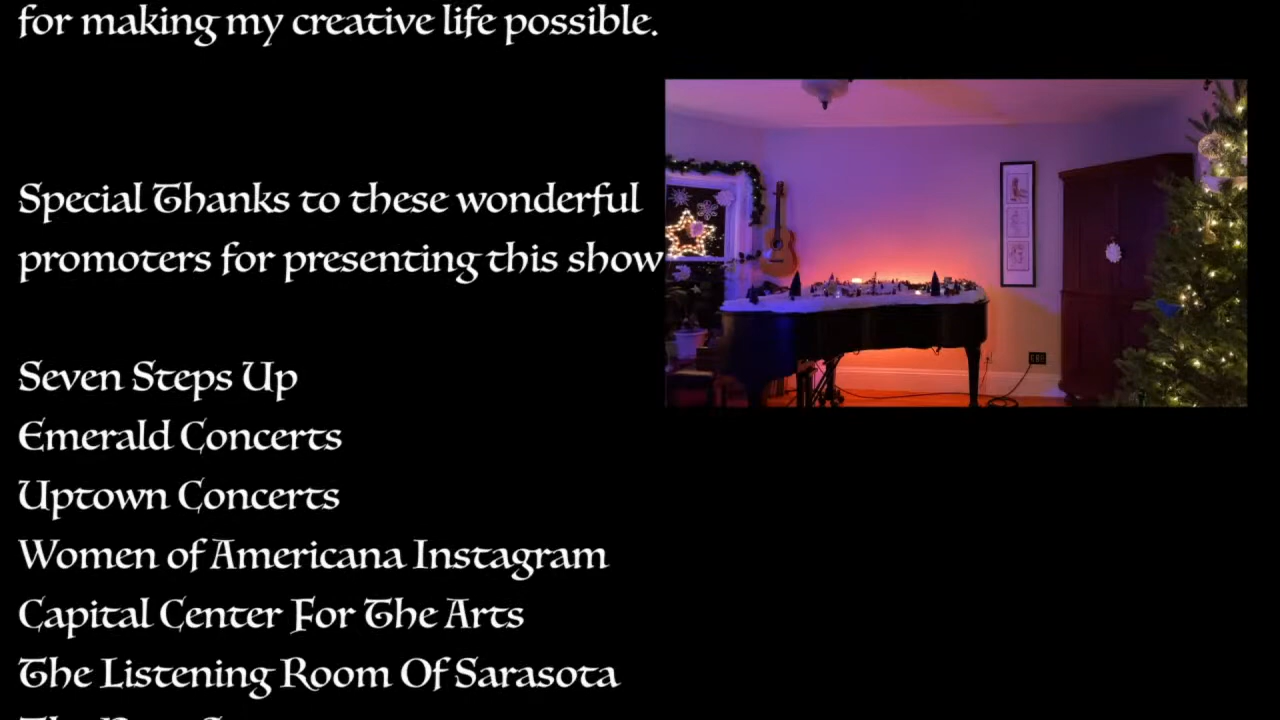 for making my creative life possible.
Special Thanks to these wonderful
promoters for presenting this show
Seven Steps Up
Emerald Concerts
Uptown Concerts
Women of Americana Instagram
Capital Center For The Arts
The Listening Room Of Sarasota
The